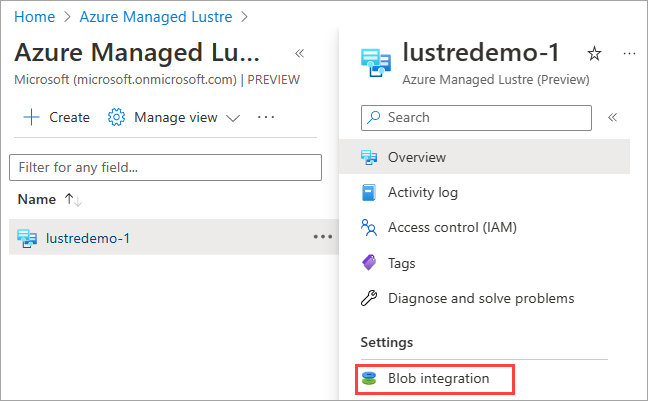 Home > Azure Managed Lustre >
Azure Managed Lu...
Microsoft (microsoft.onmicrosoft.com) | PREVIEW
Create
Manage view
Filter for any field...
Name
lustredemo-1
lustredemo-1
Azure Managed Lustre (Preview)
Search
Overview
Activity log
Access control (IAM)
Tags
Diagnose and solve problems
Settings
Blob integration